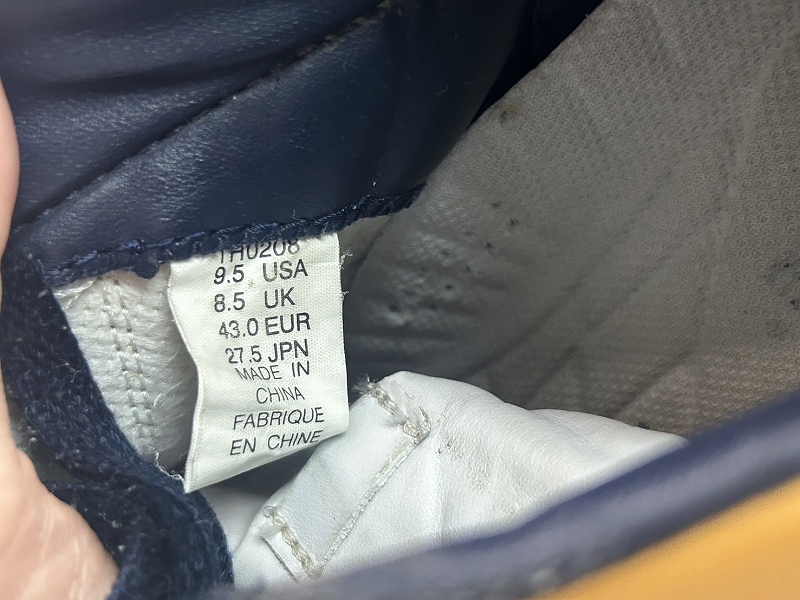 TH0208
9.5 USA
8.5 UK
43.0 EUR
27.5 JPN
MADE IN
CHINA
FABRIQUE
EN CHINE